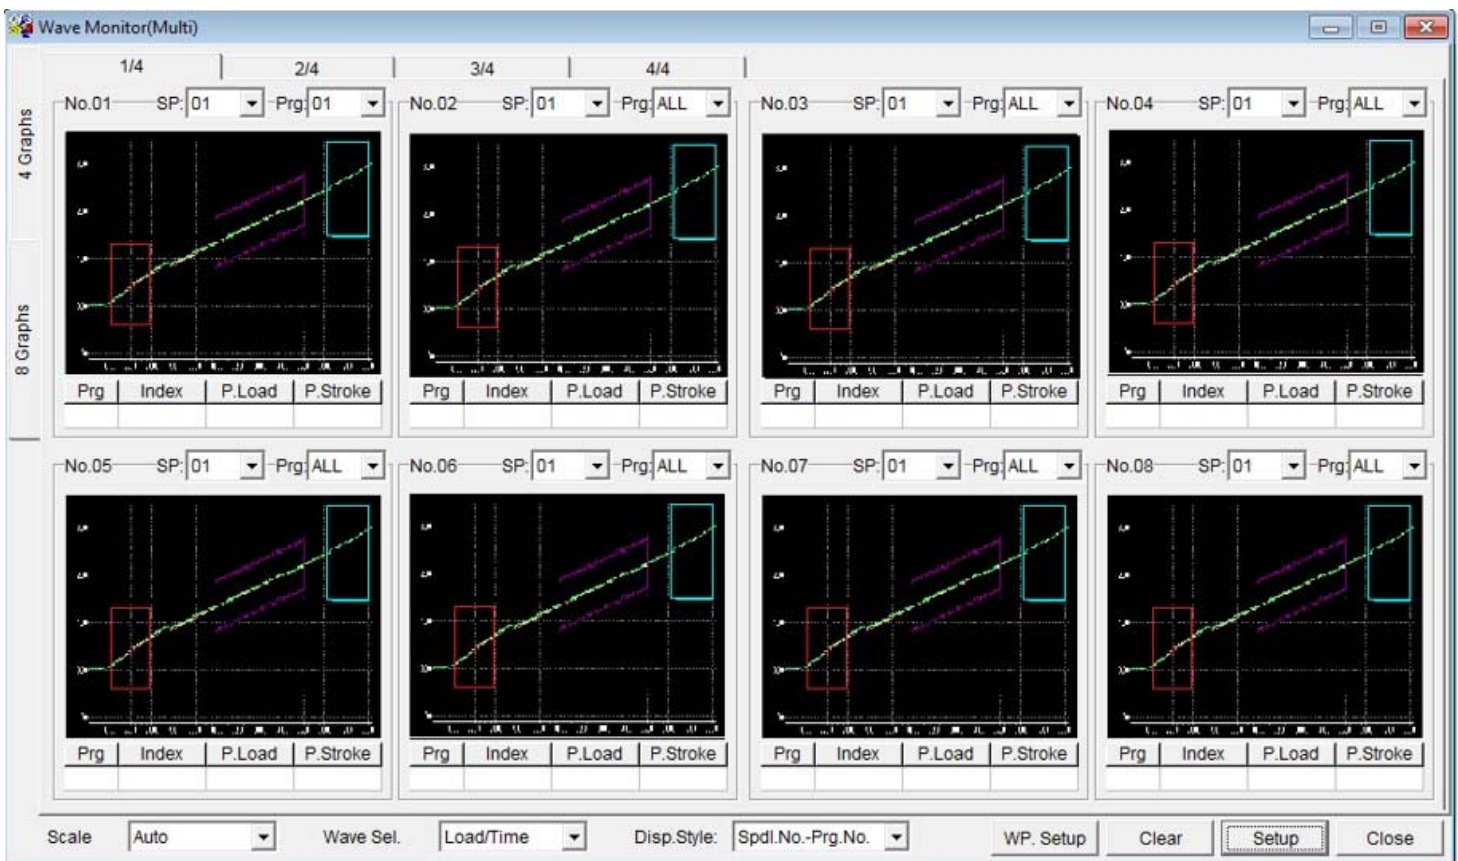 Wave Monitor(Multi)
1/4 2/4 3/4 4/4
4 Graphs
8 Graphs
No.01 SP: 01 Prg: 01 No.02 SP: 01 Prg: ALL No.03 SP: 01 Prg: ALL No.04 SP: 01 Prg: ALL
Prg Index P.Load P.Stroke Prg Index P.Load P.Stroke Prg Index P.Load P.Stroke Prg Index P.Load P.Stroke
No.05 SP: 01 Prg: ALL No.06 SP: 01 Prg: ALL No.07 SP: 01 Prg: ALL No.08 SP: 01 Prg: ALL
Prg Index P.Load P.Stroke Prg Index P.Load P.Stroke Prg Index P.Load P.Stroke Prg Index P.Load P.Stroke
Scale Auto Wave Sel. Load/Time Disp.Style: Spdl.No.-Prg.No. WP. Setup Clear Setup Close